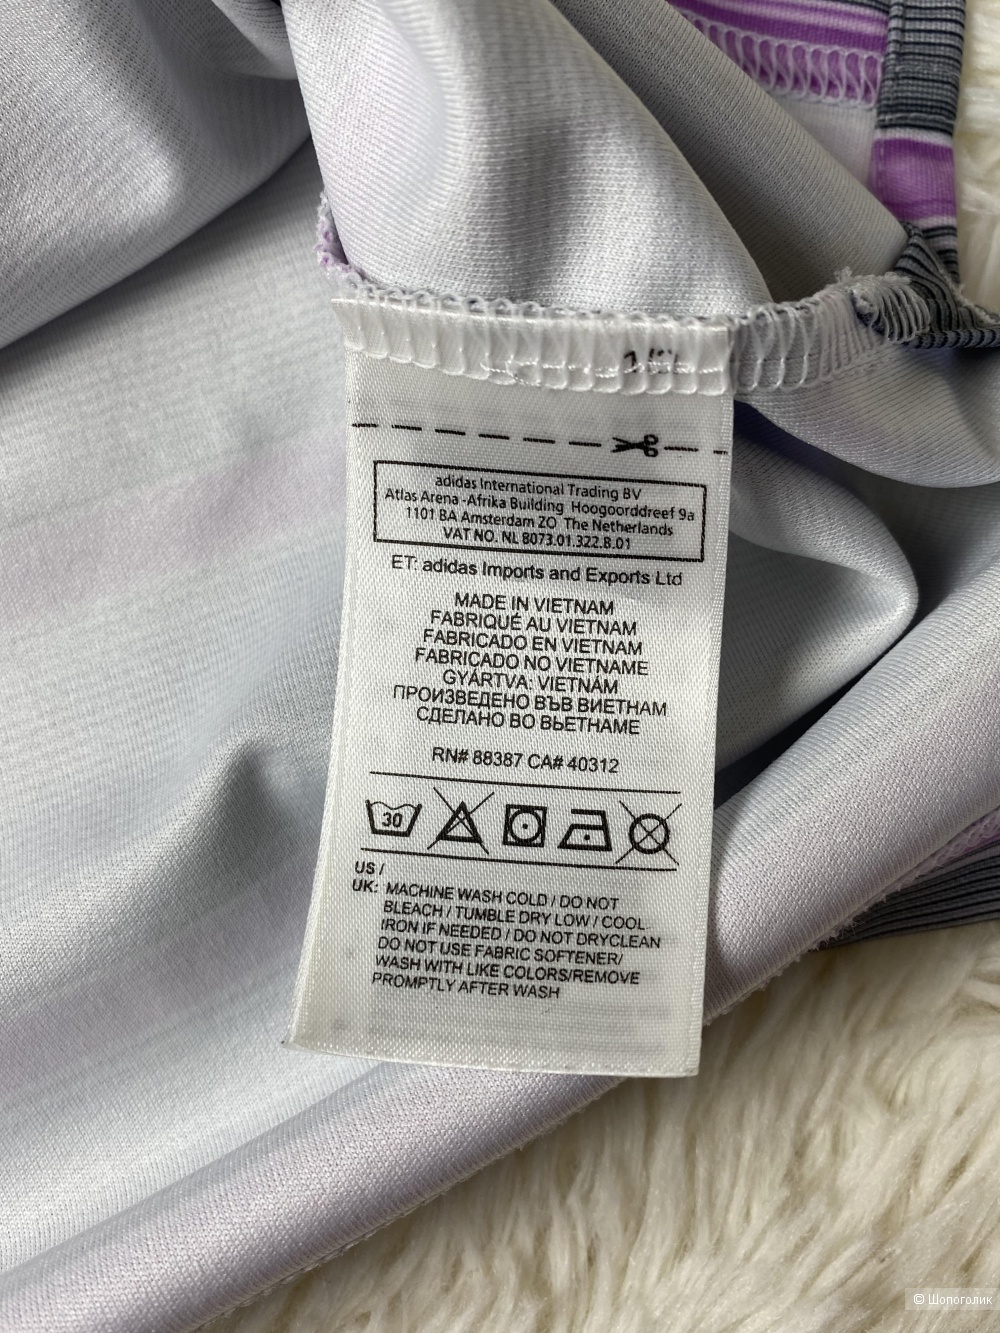 adidas International Trading BV
Atlas Arena -Afrika Building Hoogoorddreef 9a
1101 BA Amsterdam ZO The Netherlands
VAT NO. NL 8073.01.322.B.01
ET: adidas Imports and Exports Ltd
MADE IN VIETNAM
FABRIQUÉ AU VIETNAM
FABRICADO EN VIETNAM
FABRICADO NO VIETNAME
GYÁRTVA: VIETNÁM
ПРОИЗВЕДЕНО ВЪВ ВИЕТНАМ
СДЕЛАНО ВО ВЬЕТНАМЕ
RN# 88387 CA# 40312
30
US /
UK: MACHINE WASH COLD / DO NOT
BLEACH / TUMBLE DRY LOW / COOL
IRON IF NEEDED / DO NOT DRYCLEAN
DO NOT USE FABRIC SOFTENER/
WASH WITH LIKE COLORS/REMOVE
PROMPTLY AFTER WASH
© Шопоголик